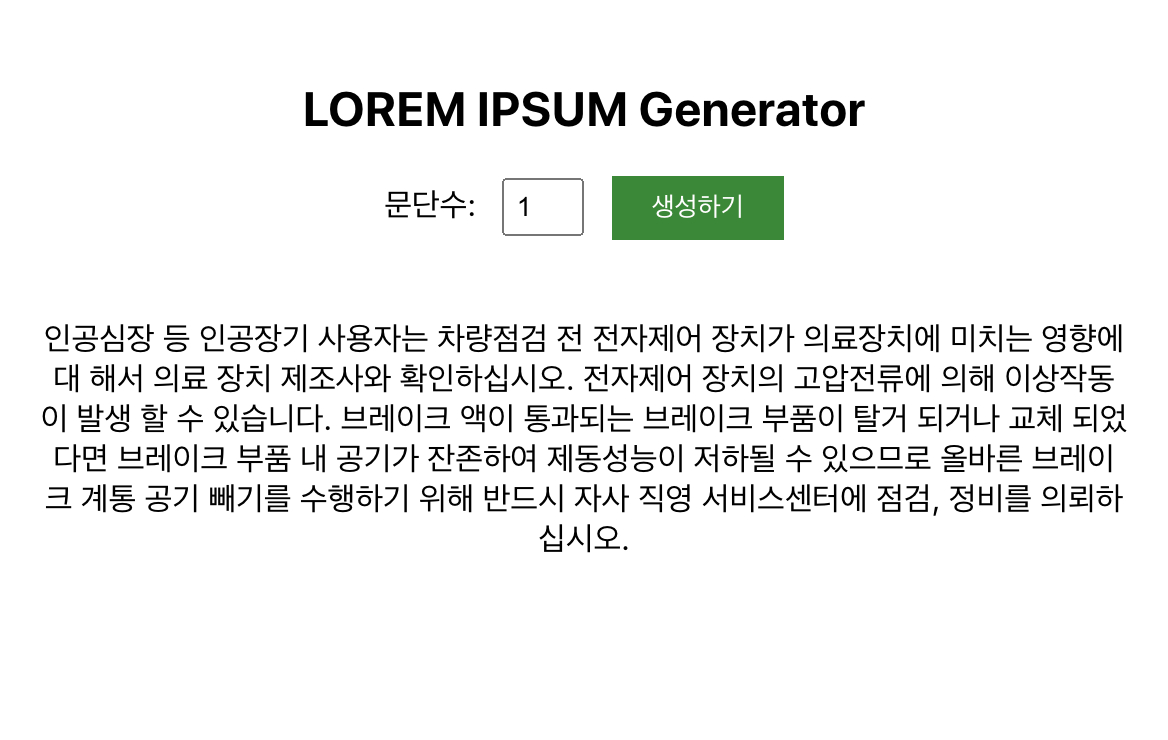 LOREM IPSUM Generator
문단수: 1 생성하기
인공심장 등 인공장기 사용자는 차량점검 전 전자제어 장치가 의료장치에 미치는 영향에
대 해서 의료 장치 제조사와 확인하십시오. 전자제어 장치의 고압전류에 의해 이상작동
이 발생 할 수 있습니다. 브레이크 액이 통과되는 브레이크 부품이 탈거 되거나 교체 되었
다면 브레이크 부품 내 공기가 잔존하여 제동성능이 저하될 수 있으므로 올바른 브레이
크 계통 공기 빼기를 수행하기 위해 반드시 자사 직영 서비스센터에 점검, 정비를 의뢰하
십시오.